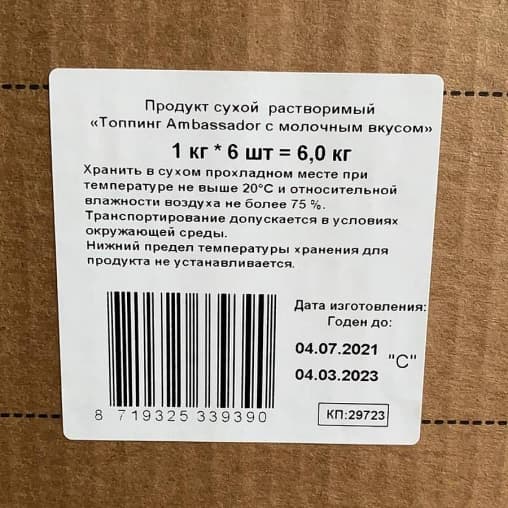 Продукт сухой растворимый
«Топпинг Ambassador с молочным вкусом»
1 кг * 6 шт = 6,0 кг
Хранить в сухом прохладном месте при
температуре не выше 20°С и относительной
влажности воздуха не более 75 %.
Транспортирование допускается в условиях
окружающей среды.
Нижний предел температуры хранения для
продукта не устанавливается.
Дата изготовления:
Годен до:
04.07.2021
"С"
04.03.2023
8 719325 339390
КП:29723